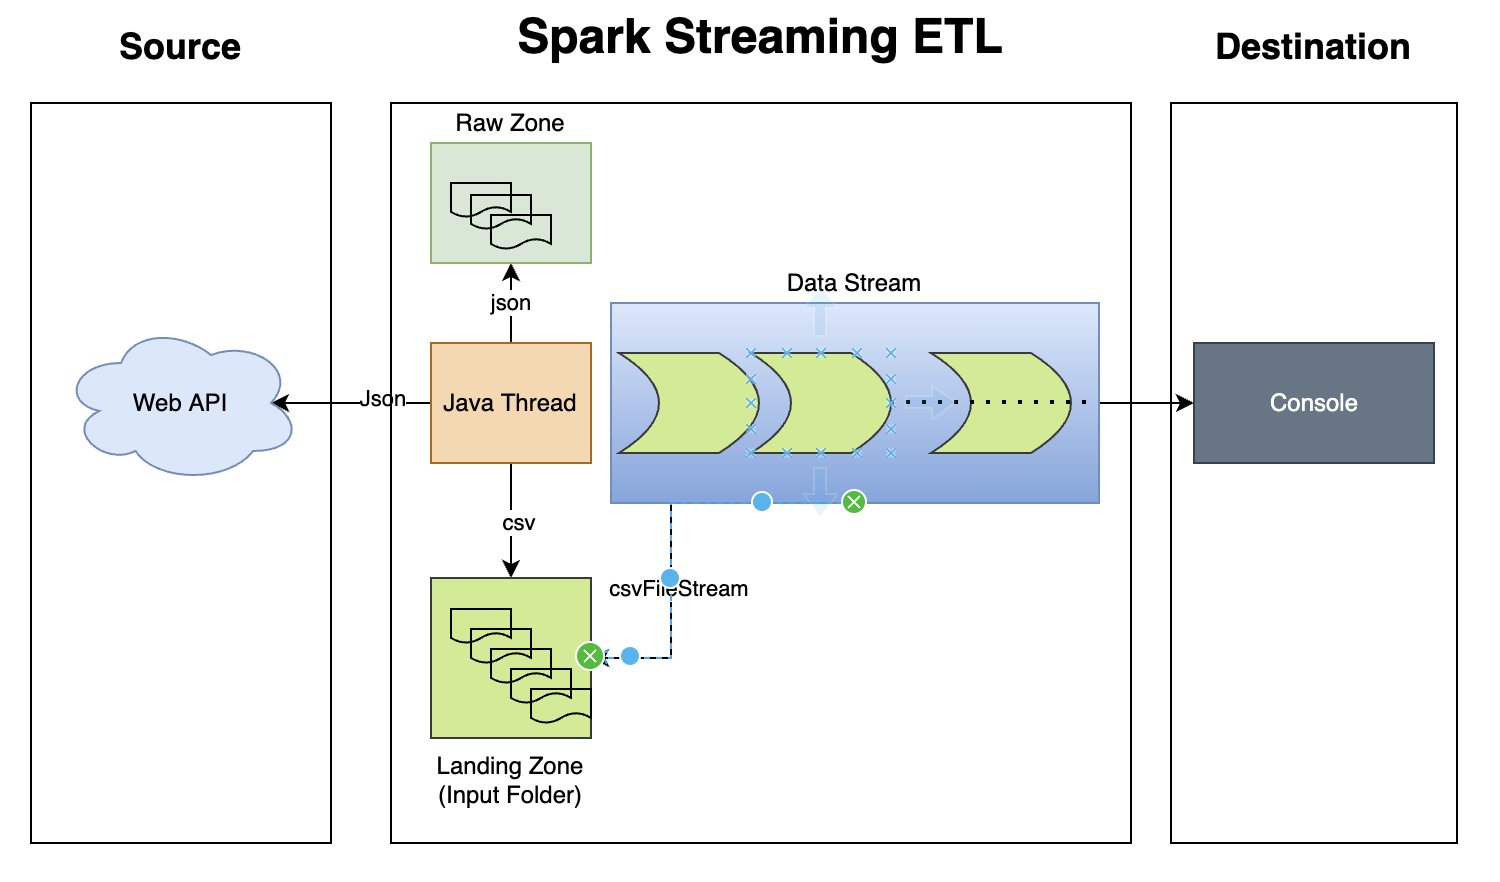 Source
Spark Streaming ETL
Destination
Raw Zone
json
Data Stream
Web API
Json
Java Thread
Console
csv
csvFileStream
Landing Zone
(Input Folder)